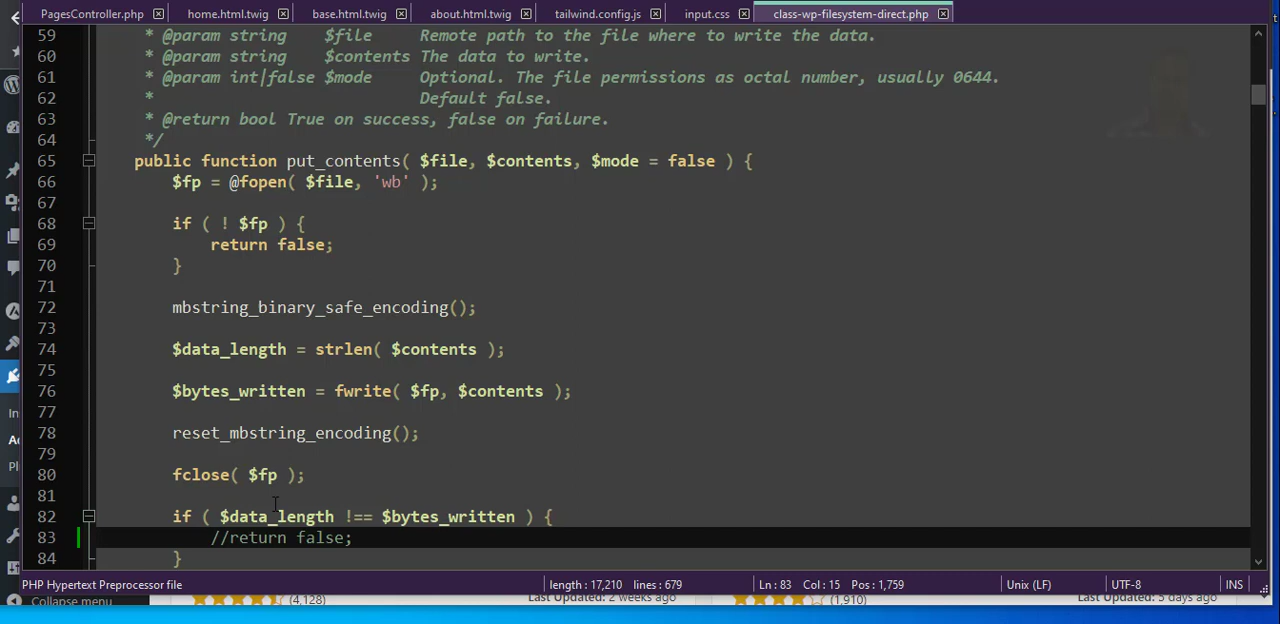 PagesController.php home.html.twig base.html.twig about.html.twig tailwind.config.js input.css class-wp-filesystem-direct.php
59 * @param string $file Remote path to the file where to write the data.
60 * @param string $contents The data to write.
61 * @param int|false $mode Optional. The file permissions as octal number, usually 0644.
62 * Default false.
63 * @return bool True on success, false on failure.
64 */
65 public function put_contents( $file, $contents, $mode = false ) {
66 $fp = @fopen( $file, 'wb' );
67
68 if ( ! $fp ) {
69 return false;
70 }
71
72 mbstring_binary_safe_encoding();
73
74 $data_length = strlen( $contents );
75
76 $bytes_written = fwrite( $fp, $contents );
77
78 reset_mbstring_encoding();
79
80 fclose( $fp );
81
82 if ( $data_length !== $bytes_written ) {
83 //return false;
84 }
In
Ac
Pl
PHP Hypertext Preprocessor file length : 17,210 lines : 679 Ln : 83 Col : 15 Pos : 1,759 Unix (LF) UTF-8 INS
Collapse menu (4,128) Last Updated: 2 weeks ago (1,910) Last Updated: 5 days ago